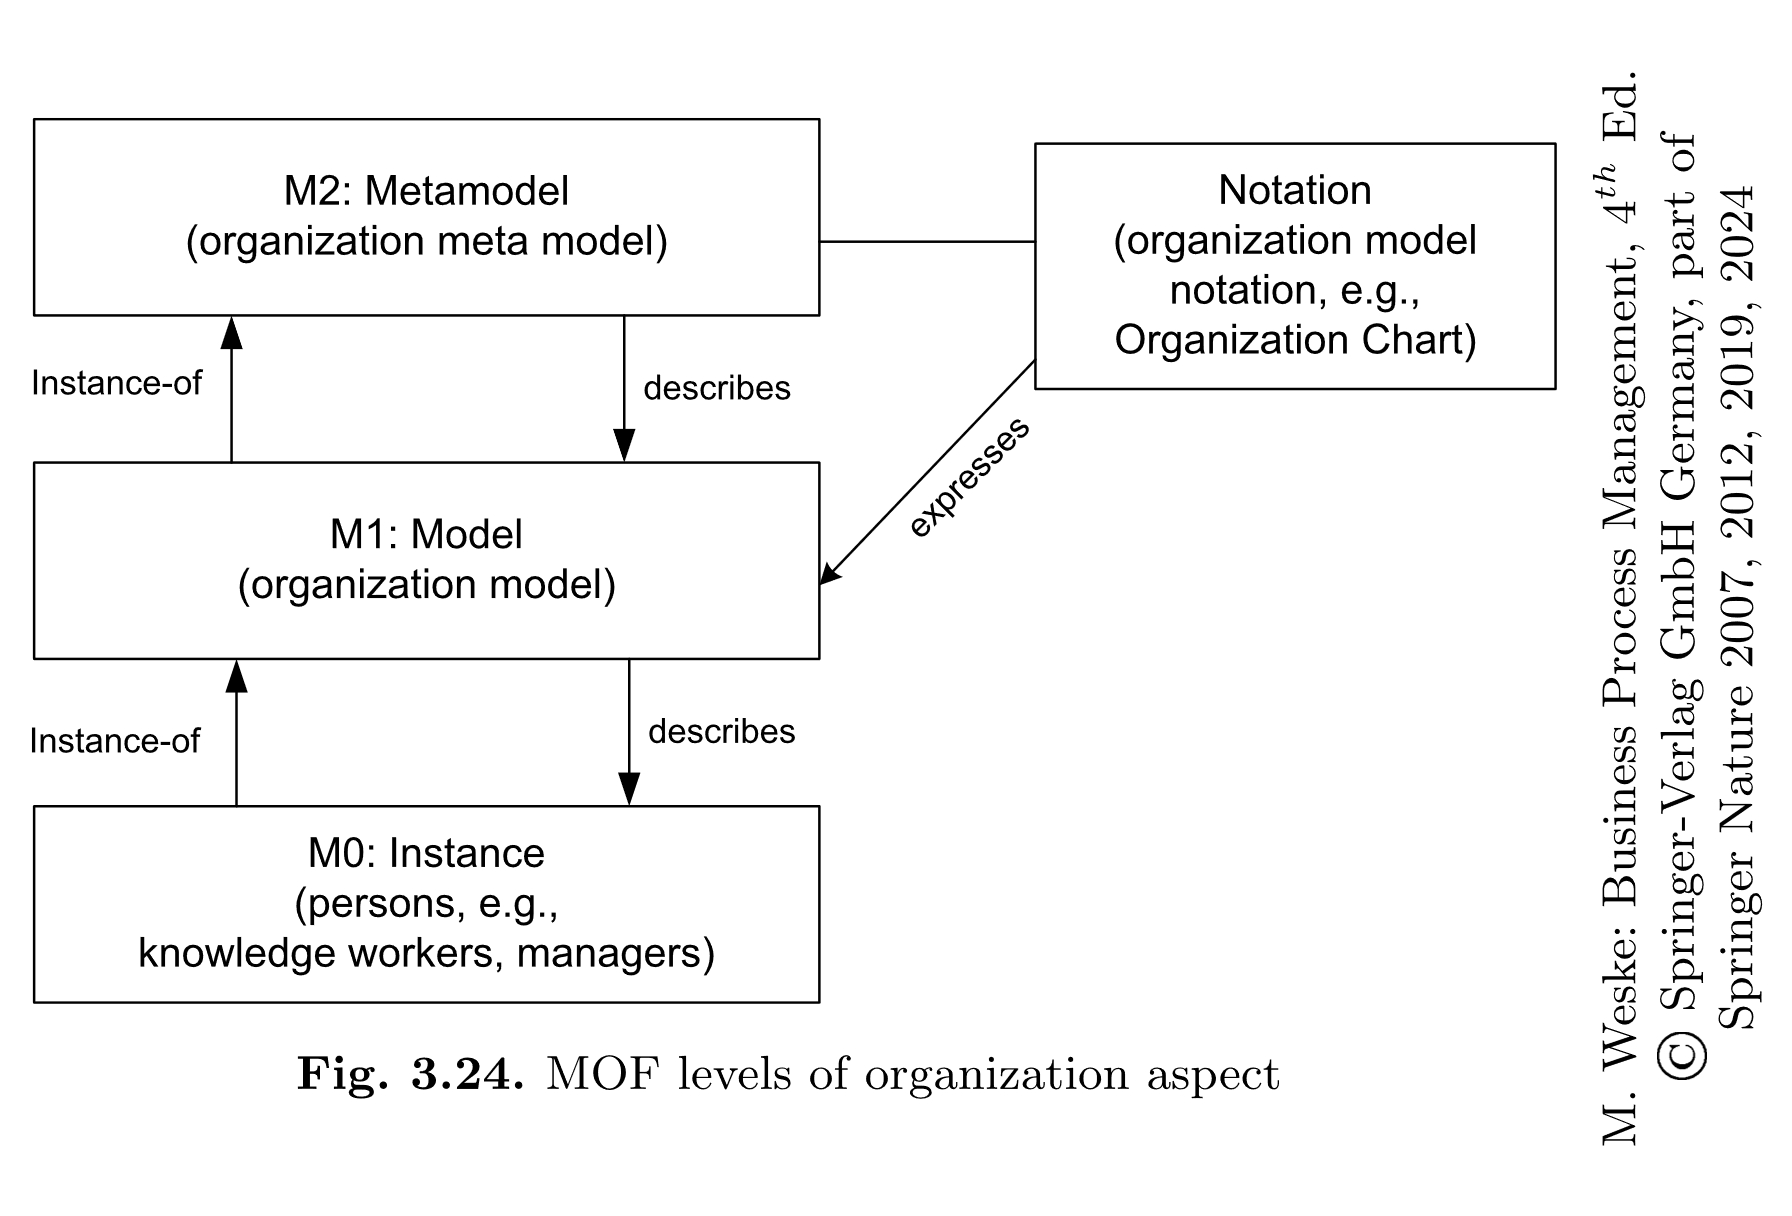 M2: Metamodel
(organization meta model)
Notation
(organization model
notation, e.g.,
Organization Chart)
Instance-of
describes
expresses
M1: Model
(organization model)
Instance-of
describes
M0: Instance
(persons, e.g.,
knowledge workers, managers)
Fig. 3.24. MOF levels of organization aspect
M. Weske: Business Process Management, 4th Ed.
© Springer-Verlag GmbH Germany, part of
Springer Nature 2007, 2012, 2019, 2024